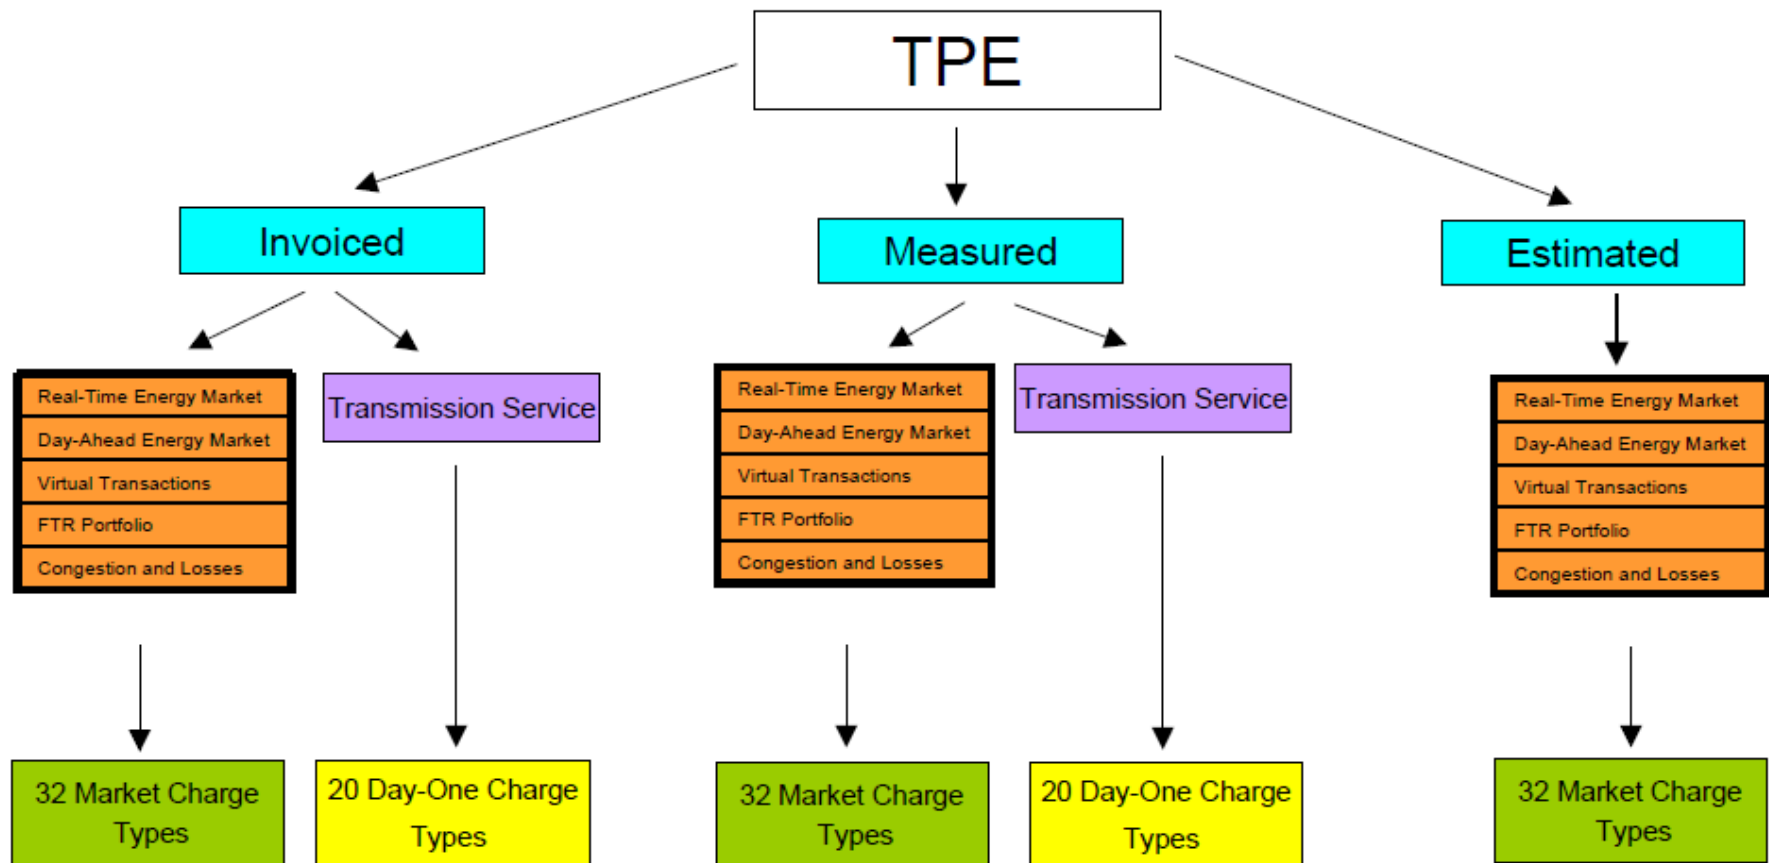 TPE
Invoiced
Measured
Estimated
Real-Time Energy Market
Day-Ahead Energy Market
Virtual Transactions
FTR Portfolio
Congestion and Losses
Transmission Service
Real-Time Energy Market
Day-Ahead Energy Market
Virtual Transactions
FTR Portfolio
Congestion and Losses
Transmission Service
Real-Time Energy Market
Day-Ahead Energy Market
Virtual Transactions
FTR Portfolio
Congestion and Losses
32 Market Charge
Types
20 Day-One Charge
Types
32 Market Charge
Types
20 Day-One Charge
Types
32 Market Charge
Types